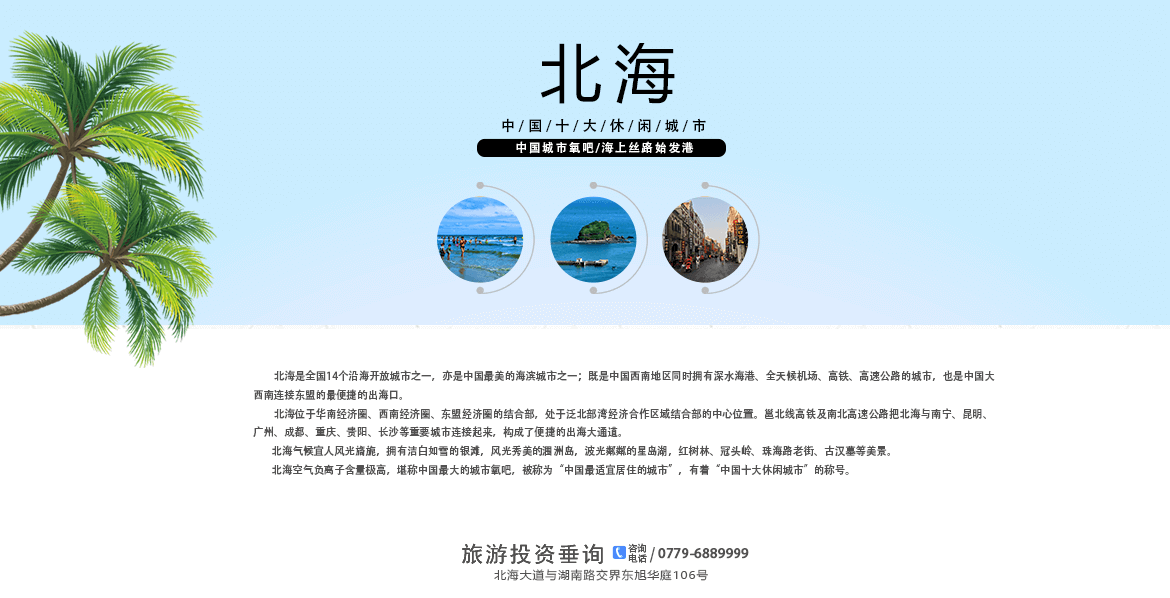 北海
中/国/十/大/休/闲/城/市
中国城市氧吧/海上丝路始发港
北海是全国14个沿海开放城市之一，亦是中国最美的海滨城市之一；既是中国西南地区同时拥有深水海港、全天候机场、高铁、高速公路的城市，也是中国大
西南连接东盟的最便捷的出海口。
北海位于华南经济圈、西南经济圈、东盟经济圈的结合部，处于泛北部湾经济合作区域结合部的中心位置。邕北线高铁及南北高速公路把北海与南宁、昆明、
广州、成都、重庆、贵阳、长沙等重要城市连接起来，构成了便捷的出海大通道。
北海气候宜人风光旖旎，拥有洁白如雪的银滩，风光秀美的涠洲岛，波光粼粼的星岛湖，红树林、冠头岭、珠海路老街、古汉墓等美景。
北海空气负离子含量极高，堪称中国最大的城市氧吧，被称为“中国最适宜居住的城市”，有着“中国十大休闲城市”的称号。
旅游投资垂询 咨询电话 / 0779-6889999
北海大道与湖南路交界东旭华庭106号